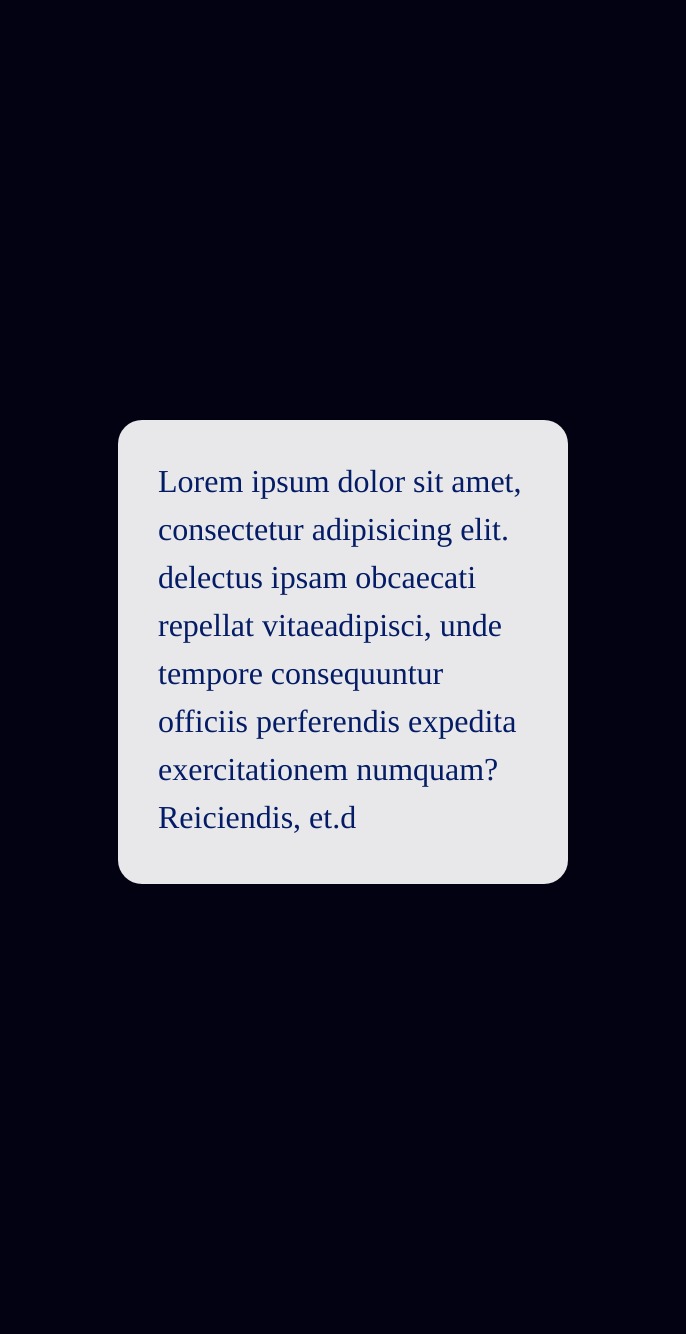 Lorem ipsum dolor sit amet,
consectetur adipisicing elit.
delectus ipsam obcaecati
repellat vitaeadipisci, unde
tempore consequuntur
officiis perferendis expedita
exercitationem numquam?
Reiciendis, et.d